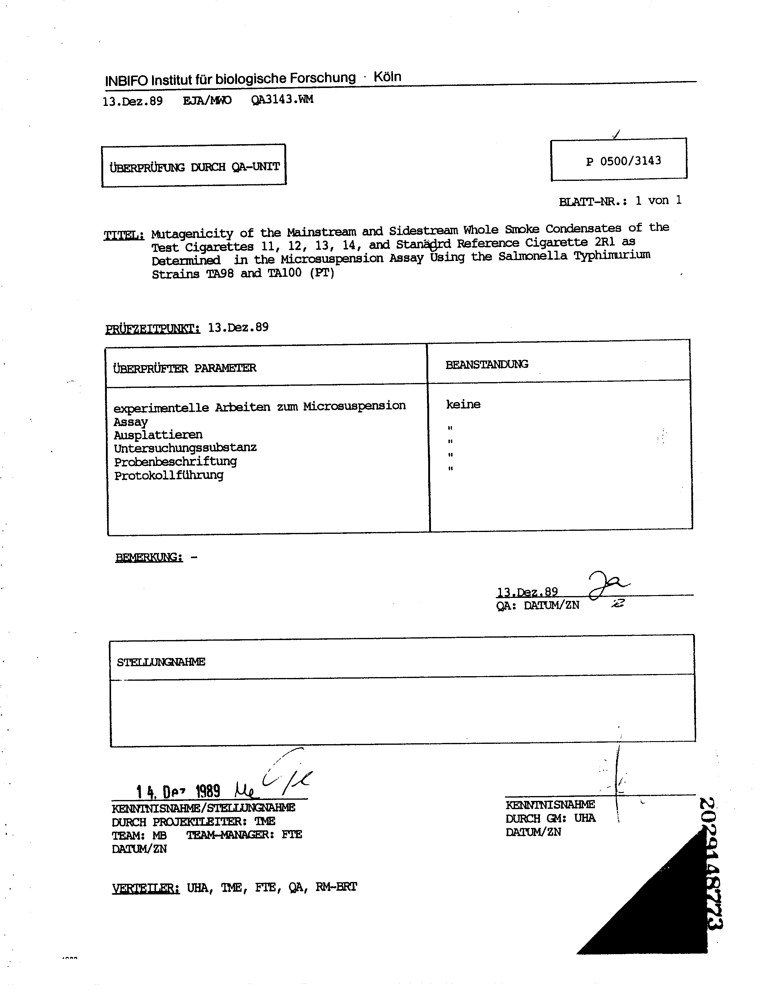 INBIFO Institut für biologische Forschung · Köln
13.Dez.89 EJA/MWO QA3143.WM
ÜBERPRÜFUNG DURCH QA-UNIT
P 0500/3143
BLATT-NR.: 1 von 1
TITEL: Mutagenicity of the Mainstream and Sidestream Whole Smoke Condensates of the
Test Cigarettes 11, 12, 13, 14, and Stanadrd Reference Cigarette 2R1 as
Determined in the Microsuspension Assay Using the Salmonella Typhimurium
Strains TA98 and TA100 (PT)
PRÜFZEITPUNKT: 13.Dez.89
ÜBERPRÜFTER PARAMETER BEANSTANDUNG
experimentelle Arbeiten zum Microsuspension keine
Assay "
Ausplattieren "
Untersuchungssubstanz "
Probenbeschriftung "
Protokollführung
BEMERKUNG: -
13.Dez.89
QA: DATUM/ZN
STELLUNGNAHME
14. Dez 1989
KENNTNISNAHME/STELLUNGNAHME
DURCH PROJEKTLEITER: TME
TEAM: MB TEAM-MANAGER: FTE
DATUM/ZN
KENNTNISNAHME
DURCH GM: UHA
DATUM/ZN
VERTEILER: UHA, TME, FTE, QA, RM-BRT
2029148773